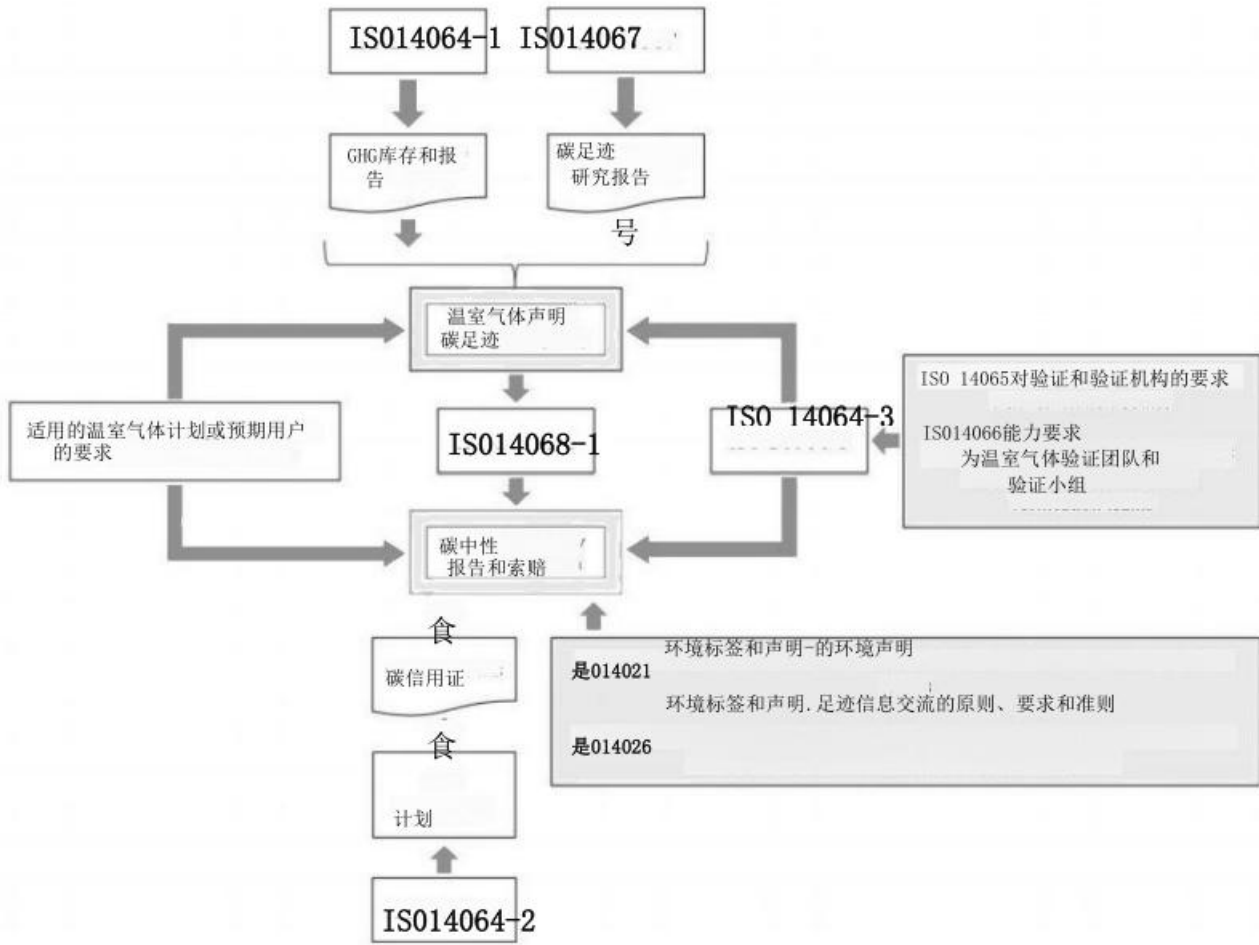 ISO14064-1 ISO14067
GHG库存和报
告
碳足迹
研究报告
号
温室气体声明
碳足迹
适用的温室气体计划或预期用户
的要求
ISO14068-1
ISO 14064-3
ISO 14065对验证和验证机构的要求
ISO14066能力要求
为温室气体验证团队和
验证小组
碳中性
报告和索赔
食
碳信用证
食
计划
ISO14064-2
环境标签和声明-的环境声明
是014021
环境标签和声明.足迹信息交流的原则、要求和准则
是014026